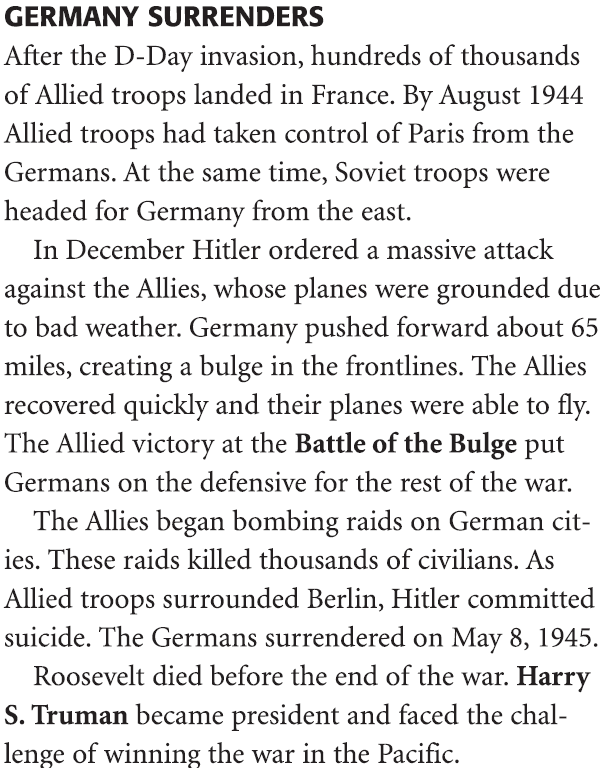 GERMANY SURRENDERS
After the D-Day invasion, hundreds of thousands
of Allied troops landed in France. By August 1944
Allied troops had taken control of Paris from the
Germans. At the same time, Soviet troops were
headed for Germany from the east.
In December Hitler ordered a massive attack
against the Allies, whose planes were grounded due
to bad weather. Germany pushed forward about 65
miles, creating a bulge in the frontlines. The Allies
recovered quickly and their planes were able to fly.
The Allied victory at the Battle of the Bulge put
Germans on the defensive for the rest of the war.
The Allies began bombing raids on German cit-
ies. These raids killed thousands of civilians. As
Allied troops surrounded Berlin, Hitler committed
suicide. The Germans surrendered on May 8, 1945.
Roosevelt died before the end of the war. Harry
S. Truman became president and faced the chal-
lenge of winning the war in the Pacific.